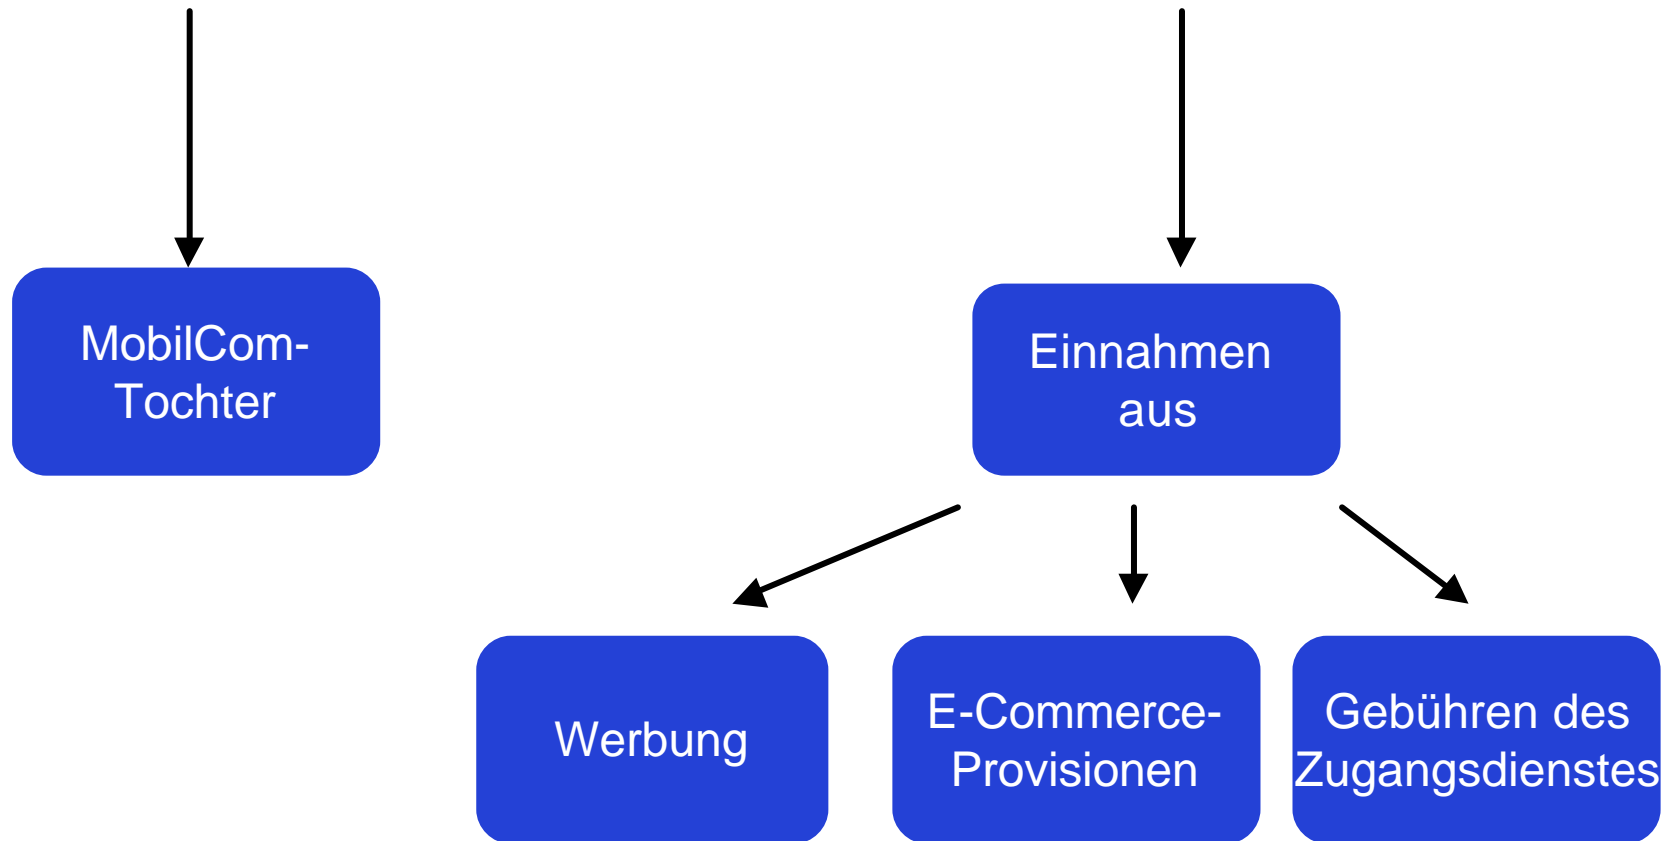 MobilCom-
Tochter
Einnahmen
aus
Werbung
E-Commerce-
Provisionen
Gebühren des
Zugangsdienstes